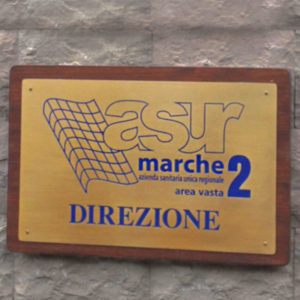 asur
marche 2
azienda sanitaria unica regionale
area vasta
DIREZIONE